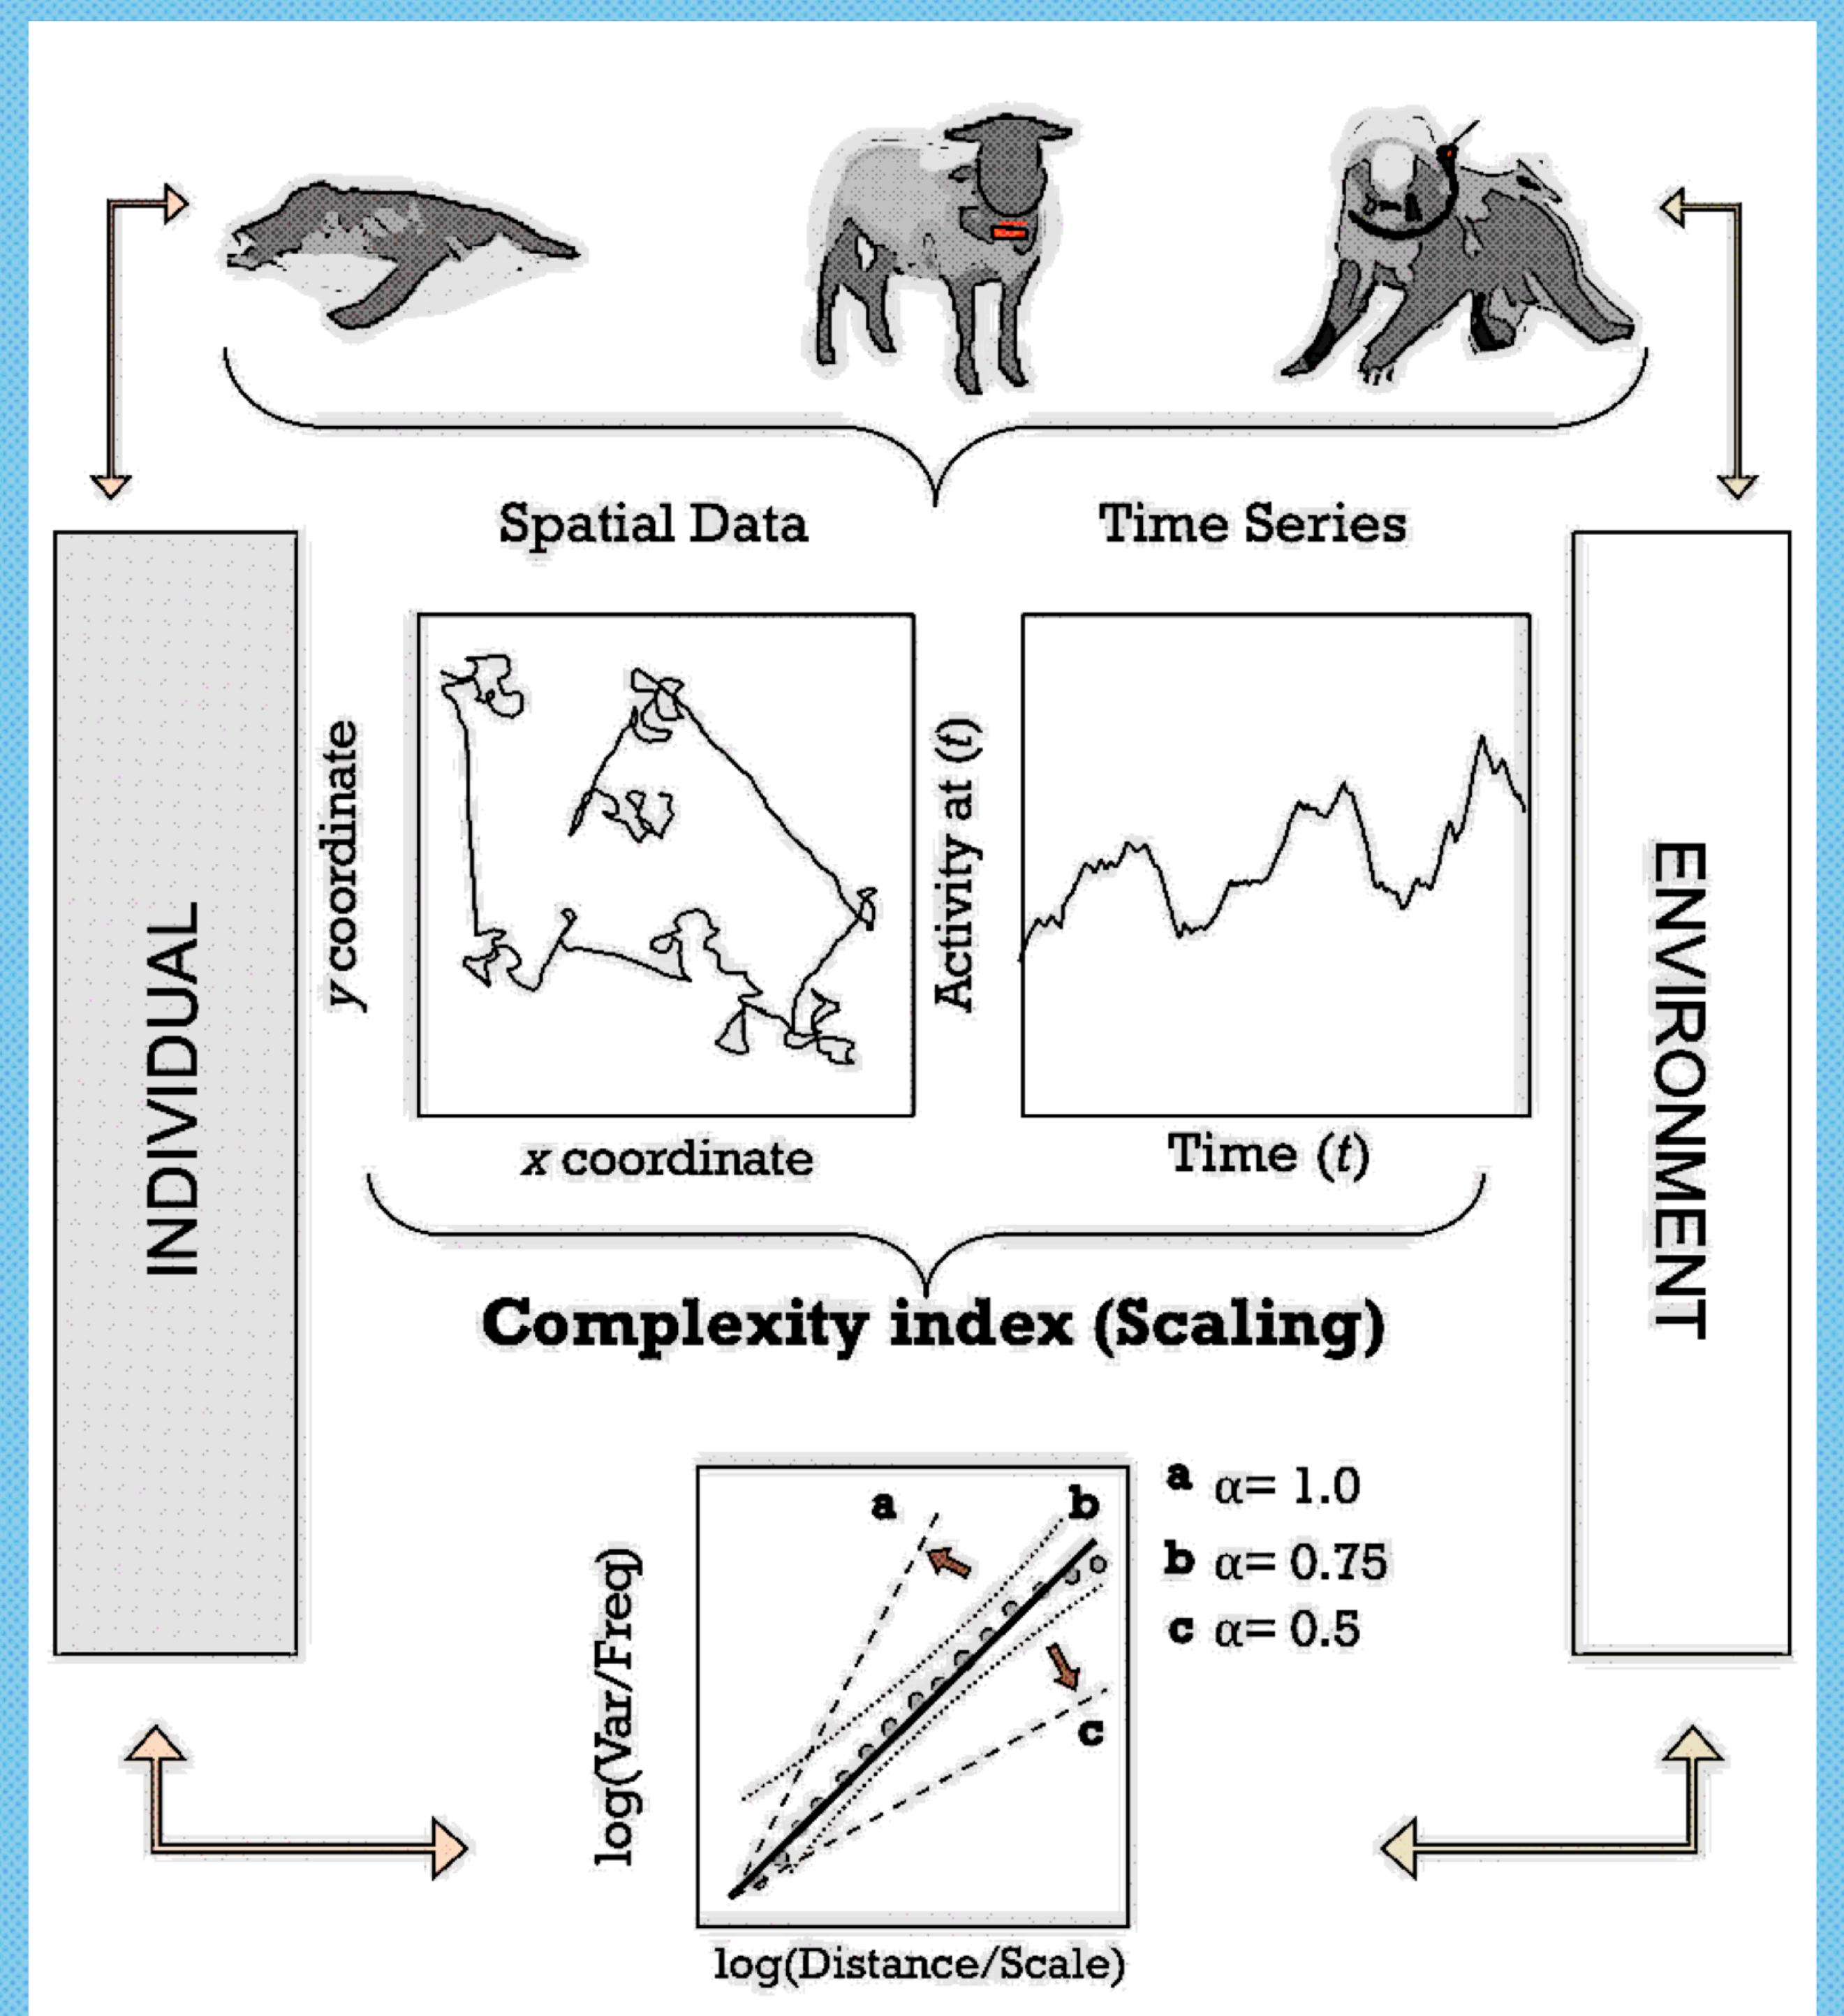 Spatial Data
Time Series
INDIVIDUAL
y coordinate
x coordinate
Activity at (t)
Time (t)
ENVIRONMENT
Complexity index (Scaling)
log(Var/Freq)
a
b
c
log(Distance/Scale)
a α= 1.0
b α= 0.75
c α= 0.5